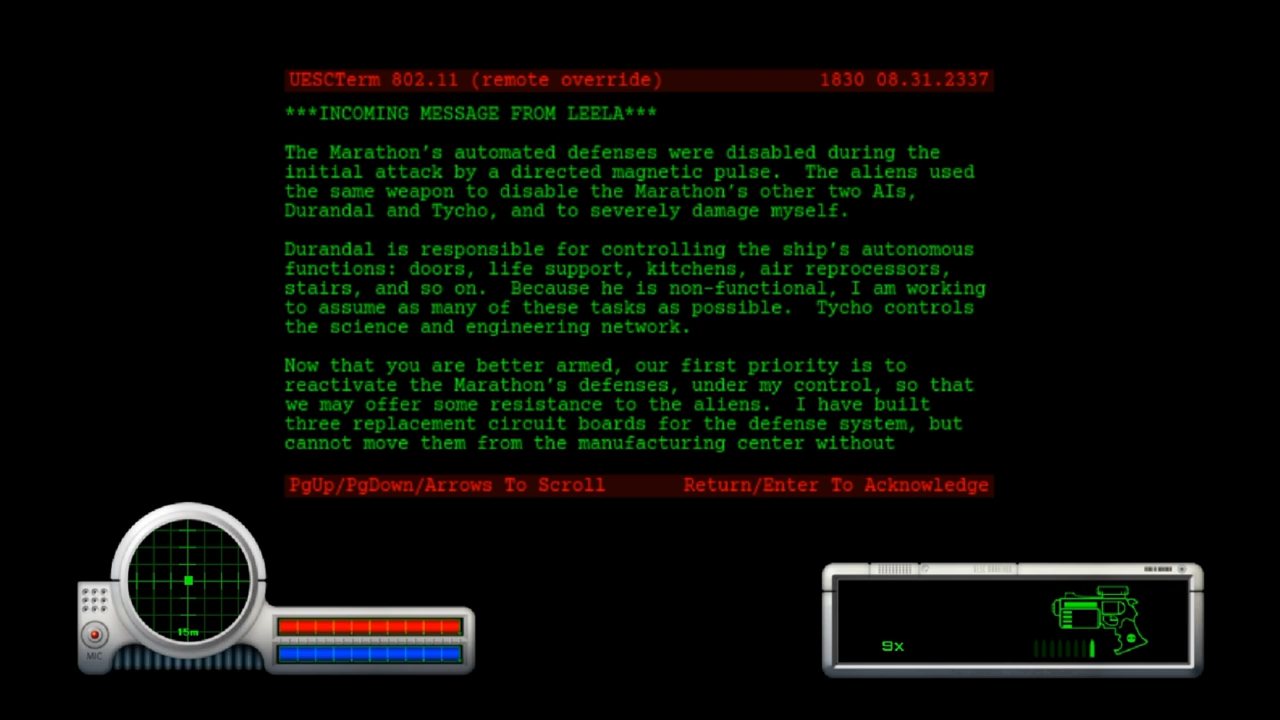 UESCTerm 802.11 (remote override) 1830 08.31.2337
***INCOMING MESSAGE FROM LEELA***
The Marathon's automated defenses were disabled during the
initial attack by a directed magnetic pulse.  The aliens used
the same weapon to disable the Marathon's other two AIs,
Durandal and Tycho, and to severely damage myself.
Durandal is responsible for controlling the ship's autonomous
functions: doors, life support, kitchens, air reprocessors,
stairs, and so on.  Because he is non-functional, I am working
to assume as many of these tasks as possible.  Tycho controls
the science and engineering network.
Now that you are better armed, our first priority is to
reactivate the Marathon's defenses, under my control, so that
we may offer some resistance to the aliens.  I have built
three replacement circuit boards for the defense system, but
cannot move them from the manufacturing center without
PgUp/PgDown/Arrows To Scroll Return/Enter To Acknowledge
15m
MIC
9x